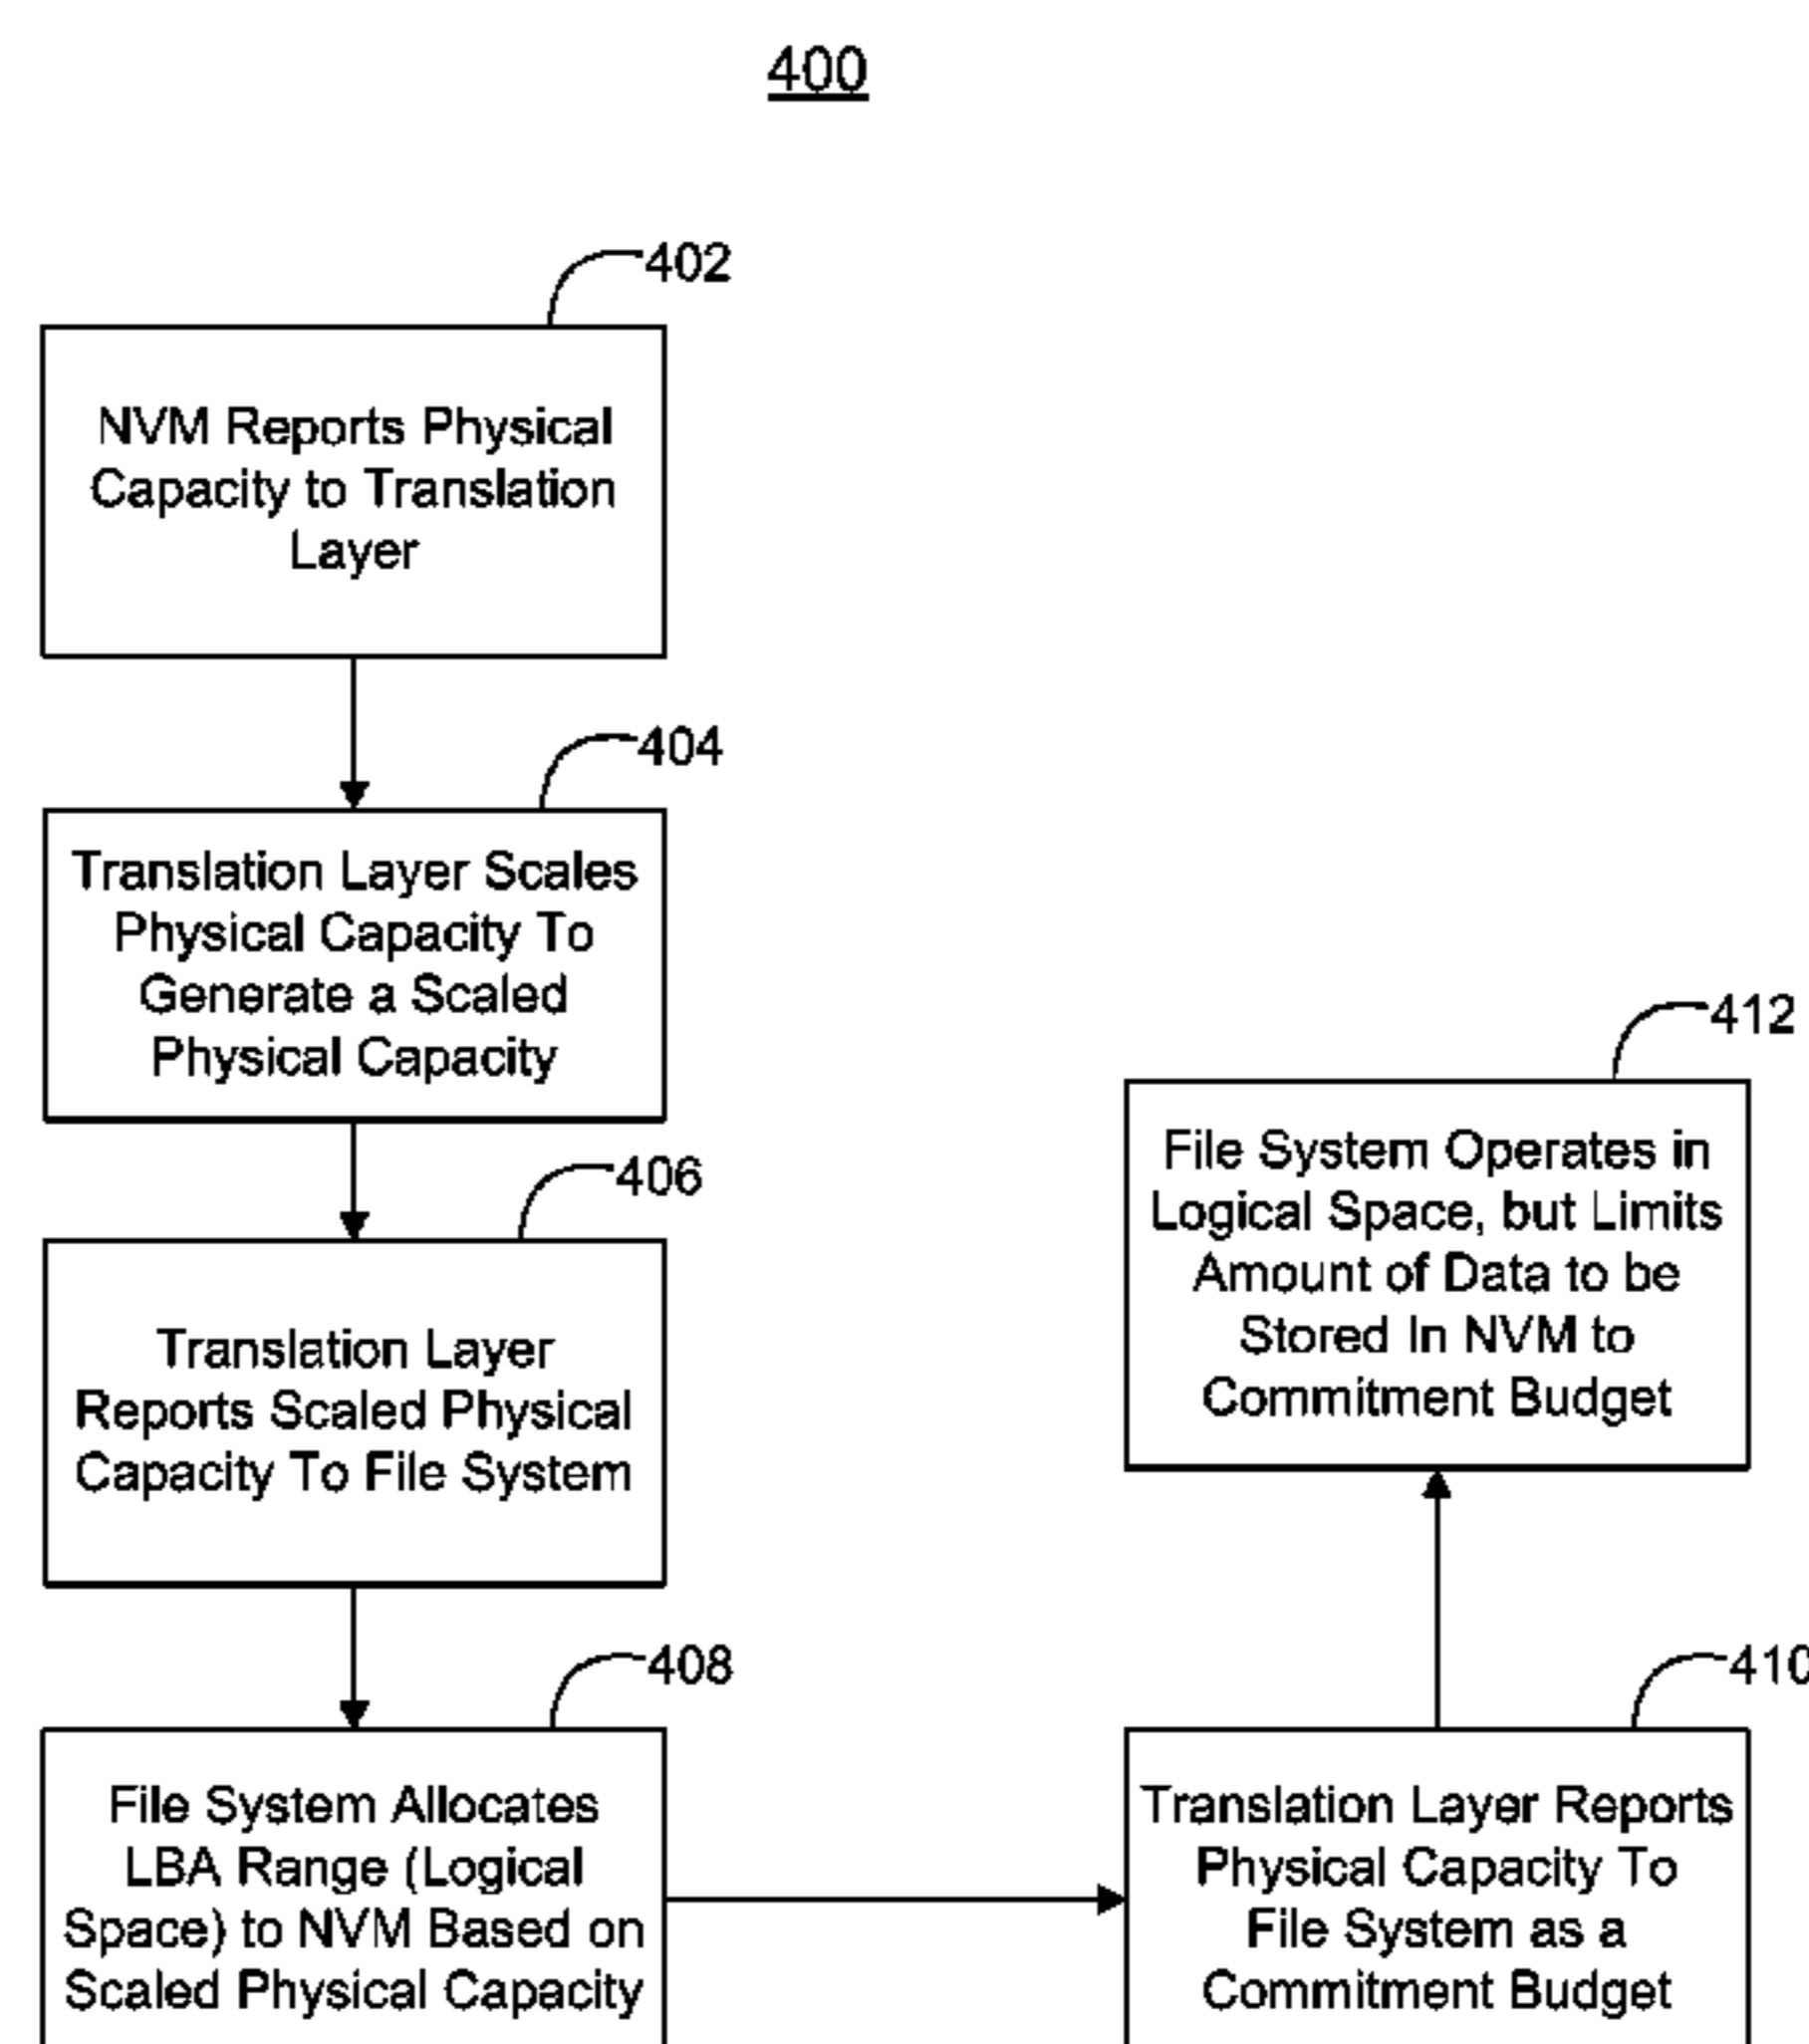 400
402
NVM Reports Physical
Capacity to Translation
Layer
404
Translation Layer Scales
Physical Capacity To
Generate a Scaled
Physical Capacity
406
Translation Layer
Reports Scaled Physical
Capacity To File System
408
File System Allocates
LBA Range (Logical
Space) to NVM Based on
Scaled Physical Capacity
410
Translation Layer Reports
Physical Capacity To
File System as a
Commitment Budget
412
File System Operates in
Logical Space, but Limits
Amount of Data to be
Stored In NVM to
Commitment Budget